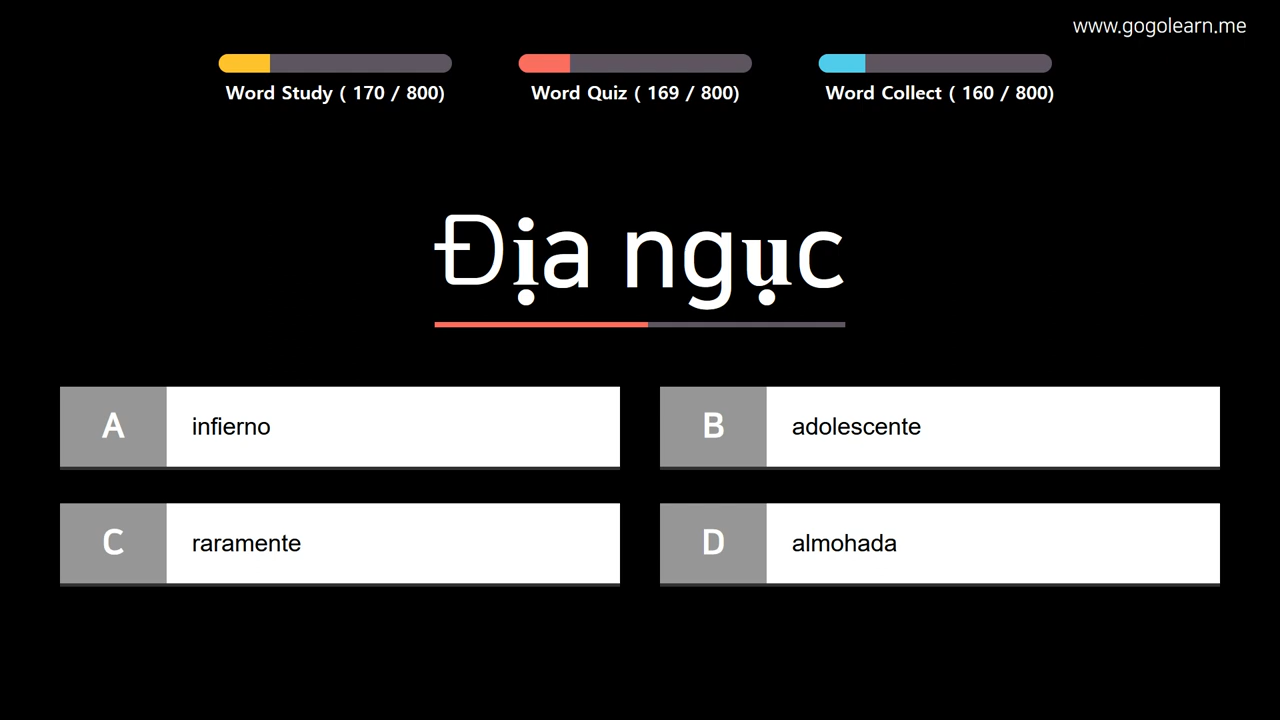 www.gogolearn.me
Word Study ( 170 / 800)
Word Quiz ( 169 / 800)
Word Collect ( 160 / 800)
Địa ngục
A infierno
B adolescente
C raramente
D almohada